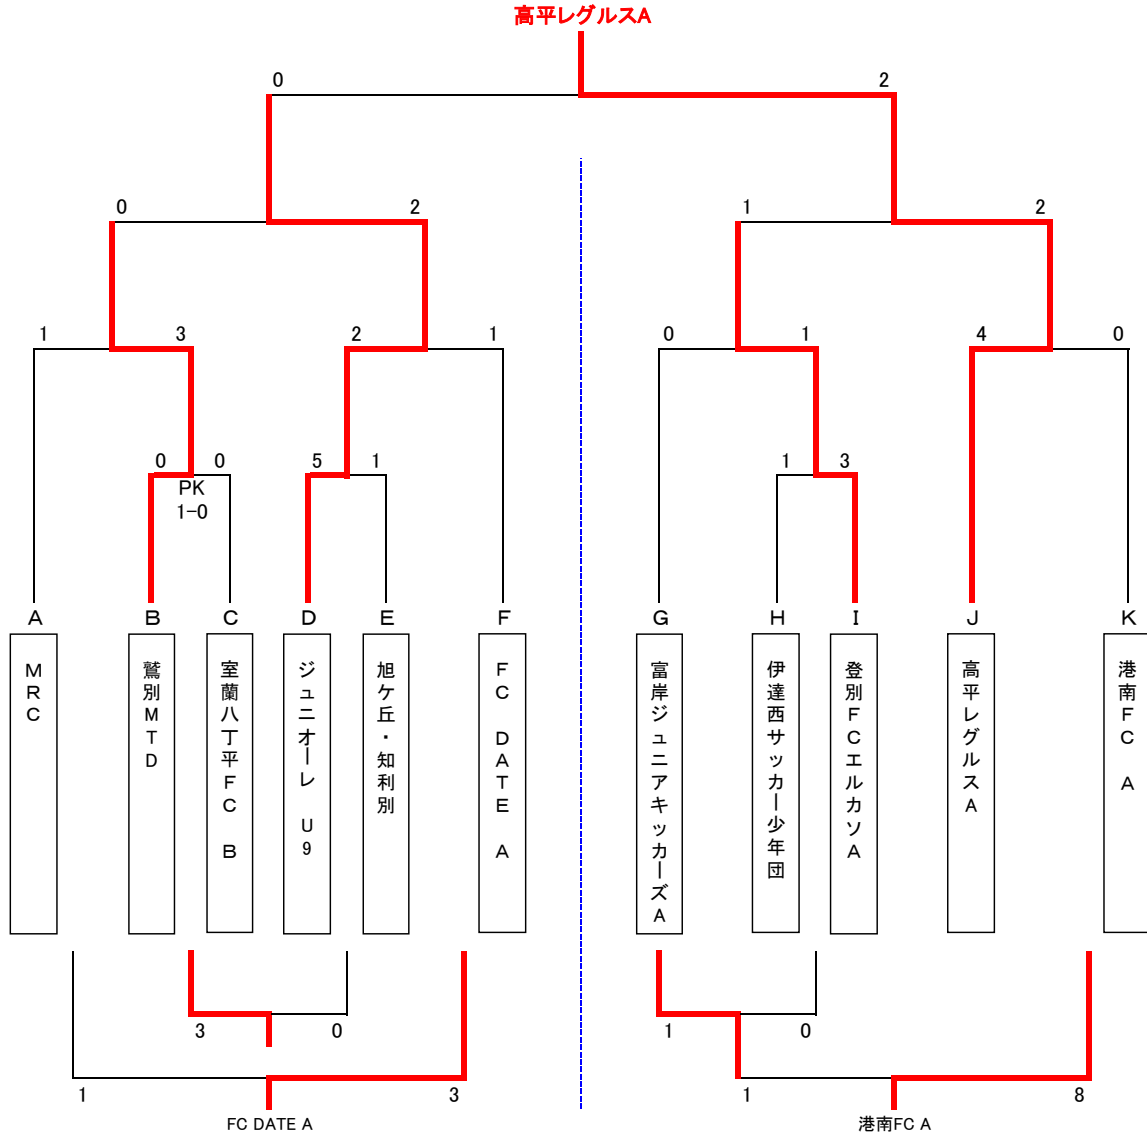 高平レグルスA
0 2
0 2 1 2
1 3 2 1 0 1 4 0
0 0 5 1 1 3
PK
1-0
A B C D E F G H I J K
MRC
鷲別MTD
室蘭八丁平FC B
ジュニオーレ U9
旭ケ丘・知利別
FC DATE A
富岸ジュニアキッカーズA
伊達西サッカー少年団
登別FCエルカソA
高平レグルスA
港南FC A
3 0 1 0
1 3 1 8
FC DATE A 港南FC A